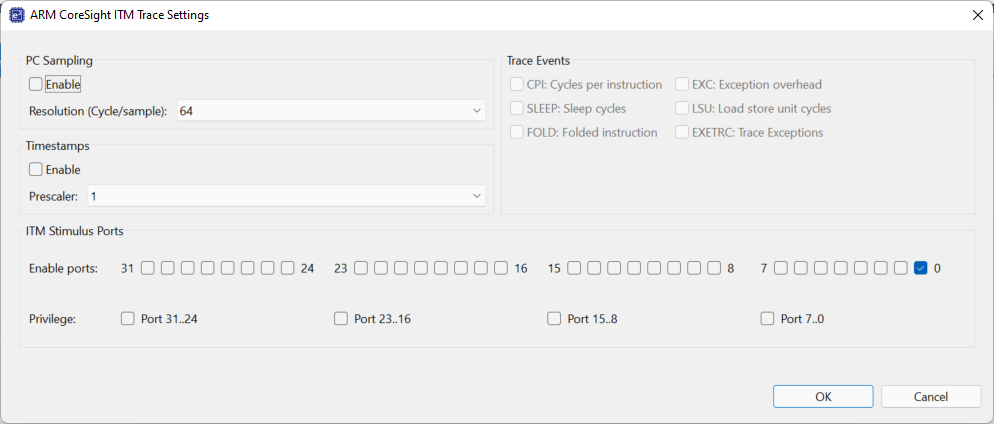 ARM CoreSight ITM Trace Settings
PC Sampling
Enable
Resolution (Cycle/sample): 64
Timestamps
Enable
Prescaler: 1
Trace Events
CPI: Cycles per instruction EXC: Exception overhead
SLEEP: Sleep cycles LSU: Load store unit cycles
FOLD: Folded instruction EXETRC: Trace Exceptions
ITM Stimulus Ports
Enable ports: 31 24 23 16 15 8 7 0
Privilege: Port 31..24 Port 23..16 Port 15..8 Port 7..0
OK Cancel